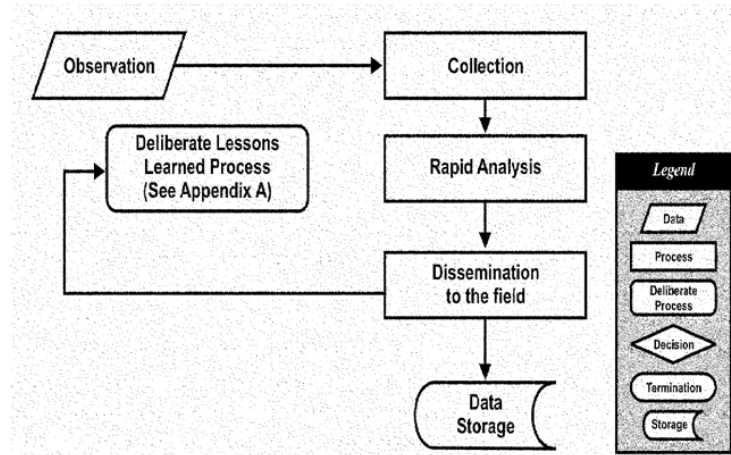 Observation
Collection
Deliberate Lessons
Learned Process
(See Appendix A)
Rapid Analysis
Dissemination
to the field
Data
Storage
Legend
Data
Process
Deliberate
Process
Decision
Termination
Storage